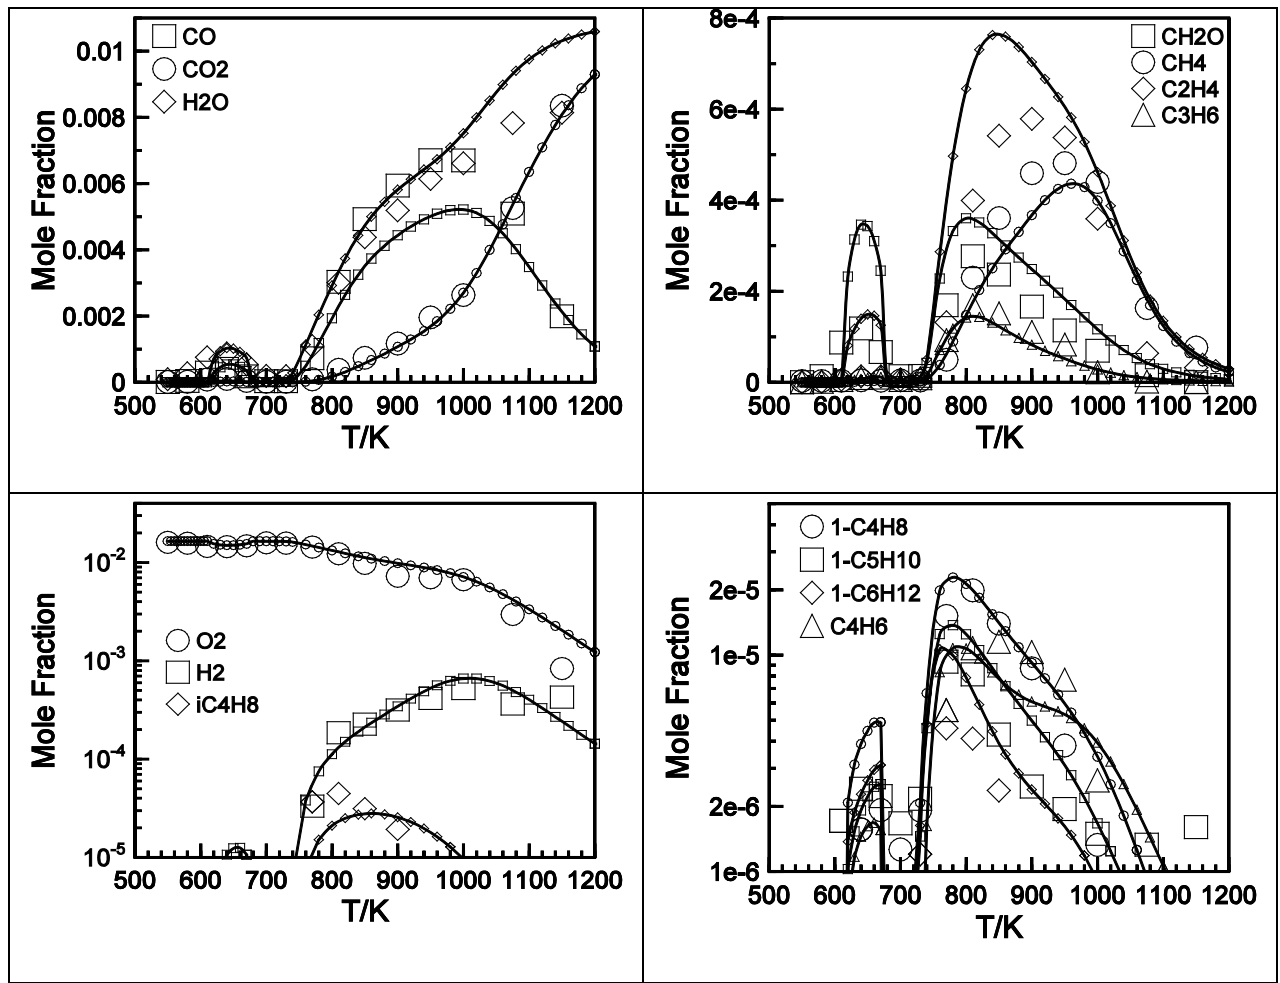 CO
CO2
H2O
0.01
0.008
0.006
0.004
0.002
0
500 600 700 800 900 1000 1100 1200
T/K
Mole Fraction
CH2O
CH4
C2H4
C3H6
8e-4
6e-4
4e-4
2e-4
0
500 600 700 800 900 1000 1100 1200
T/K
Mole Fraction
O2
H2
iC4H8
10-2
10-3
10-4
10-5
500 600 700 800 900 1000 1100 1200
T/K
Mole Fraction
1-C4H8
1-C5H10
1-C6H12
C4H6
2e-5
1e-5
2e-6
1e-6
500 600 700 800 900 1000 1100 1200
T/K
Mole Fraction